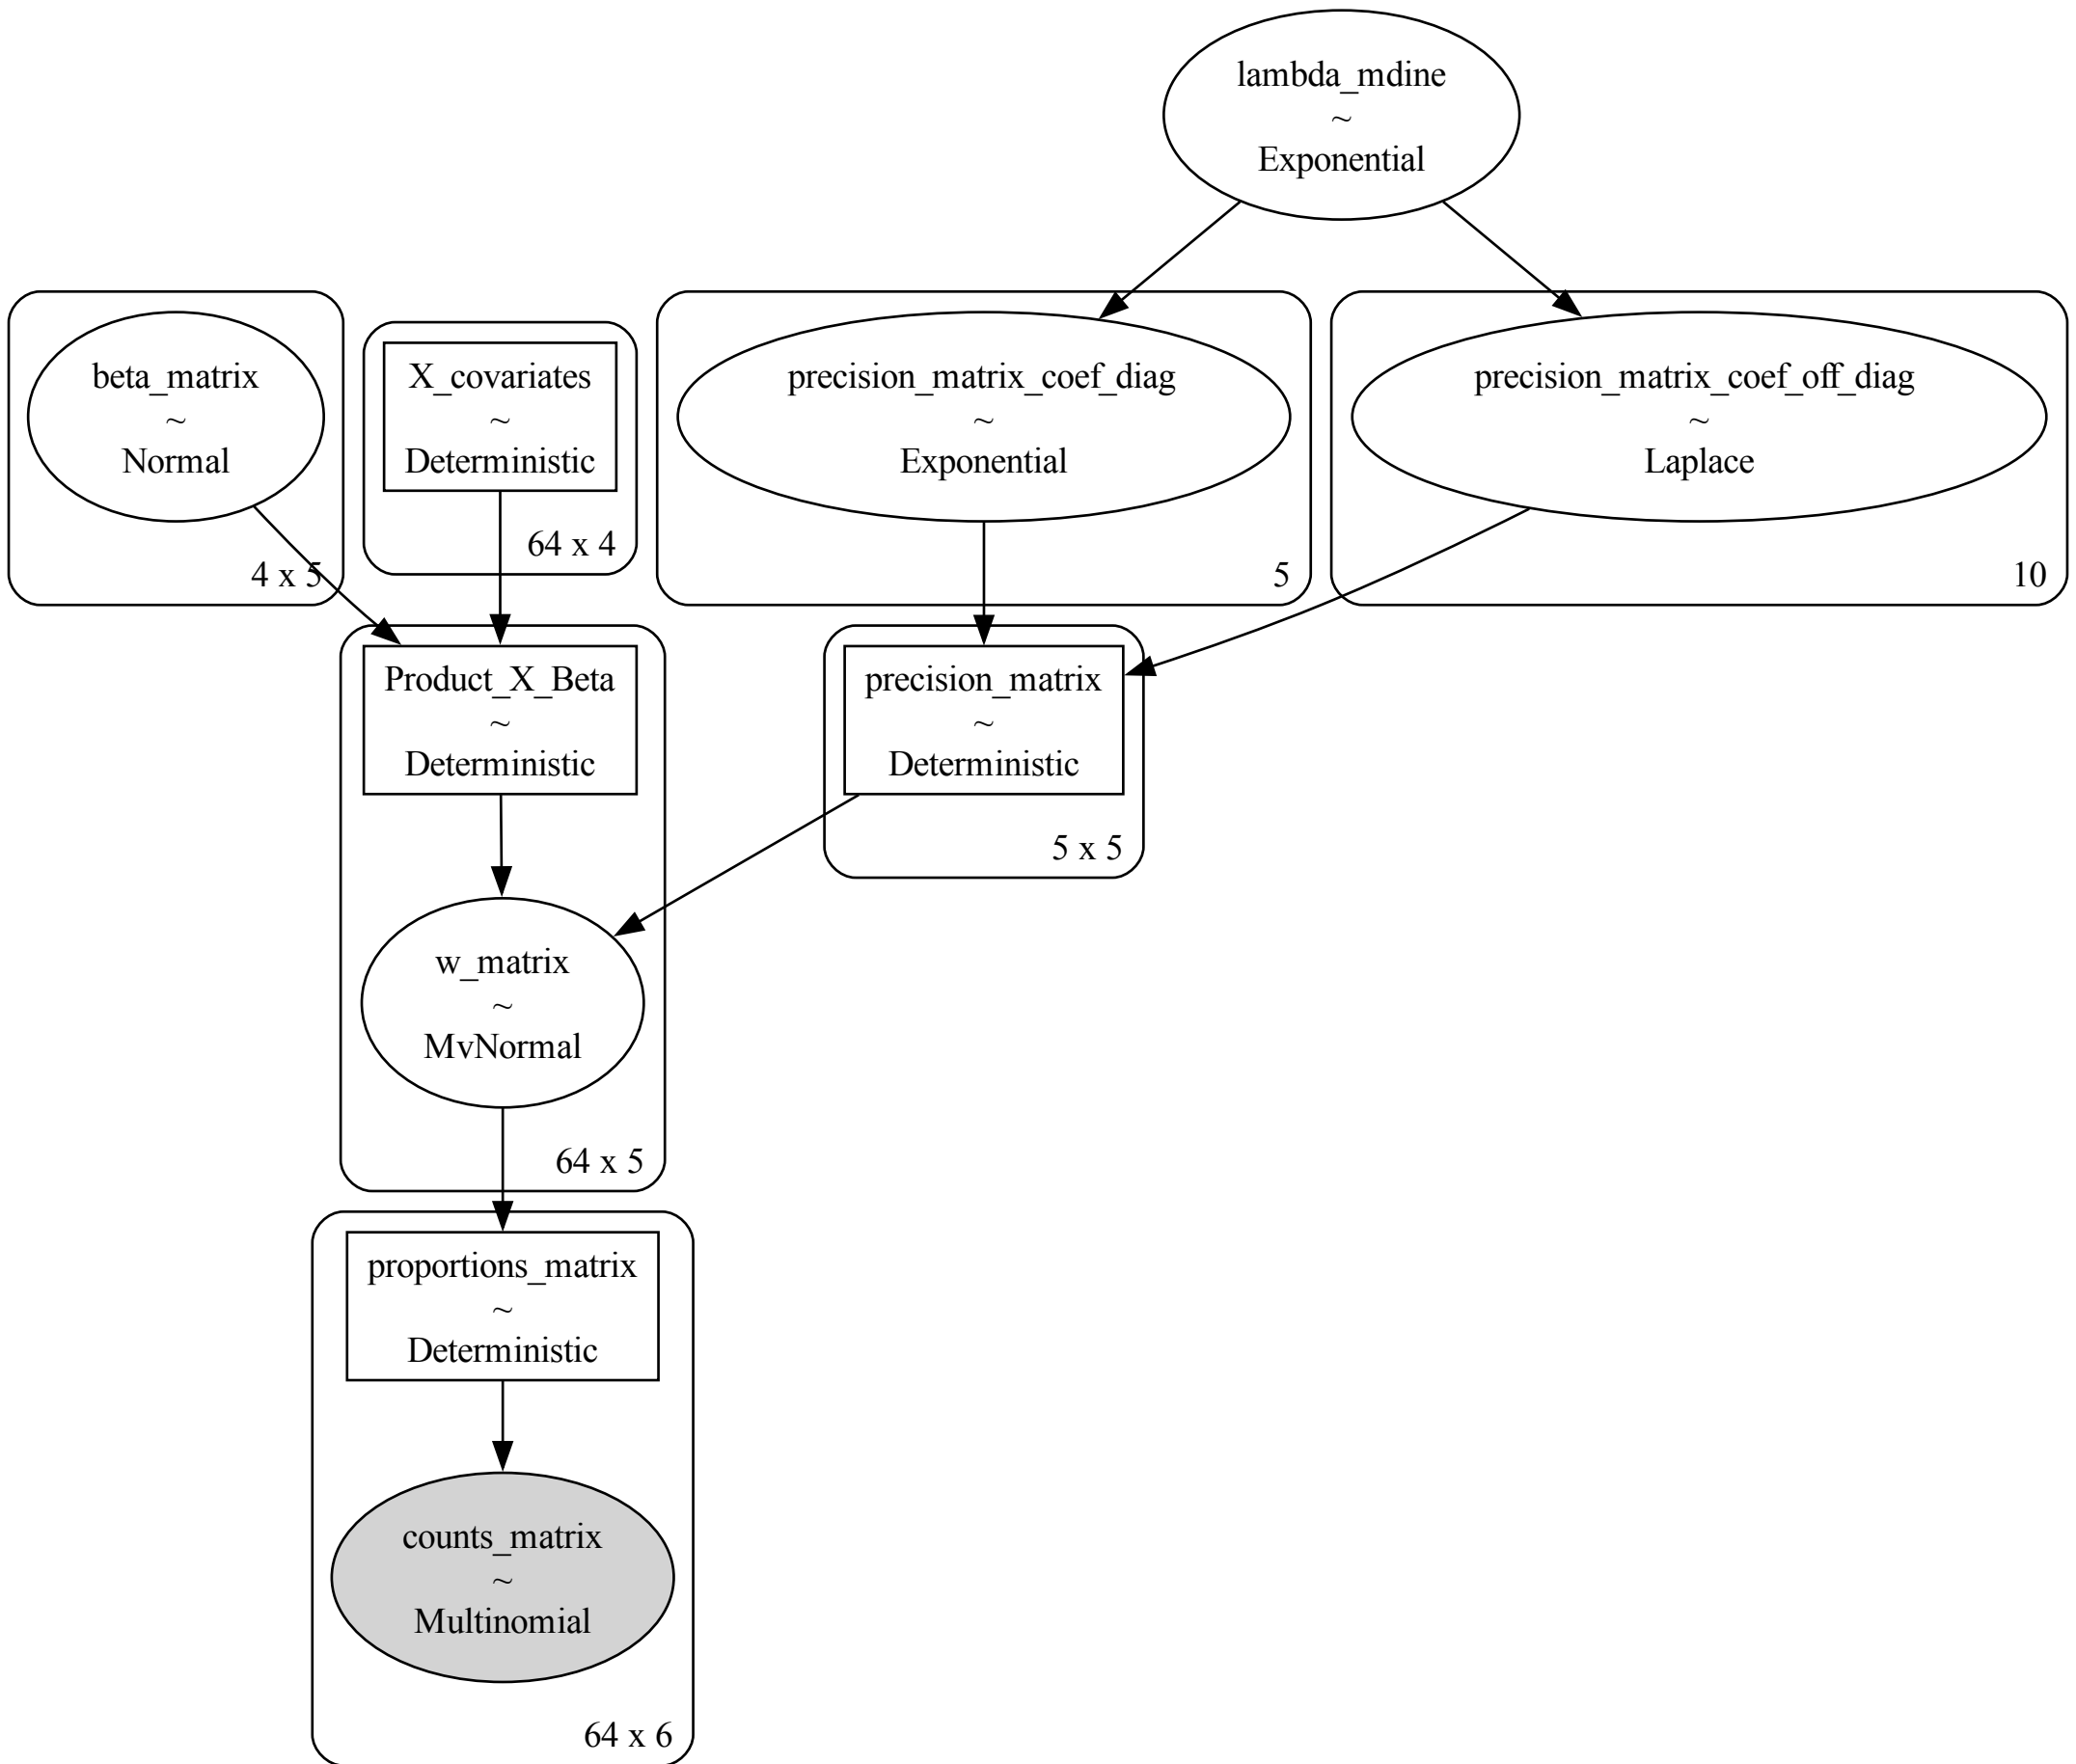 lambda_mdine
~
Exponential
beta_matrix
~
Normal
4 x 5
X_covariates
~
Deterministic
64 x 4
precision_matrix_coef_diag
~
Exponential
5
precision_matrix_coef_off_diag
~
Laplace
10
Product_X_Beta
~
Deterministic
precision_matrix
~
Deterministic
5 x 5
w_matrix
~
MvNormal
64 x 5
proportions_matrix
~
Deterministic
counts_matrix
~
Multinomial
64 x 6